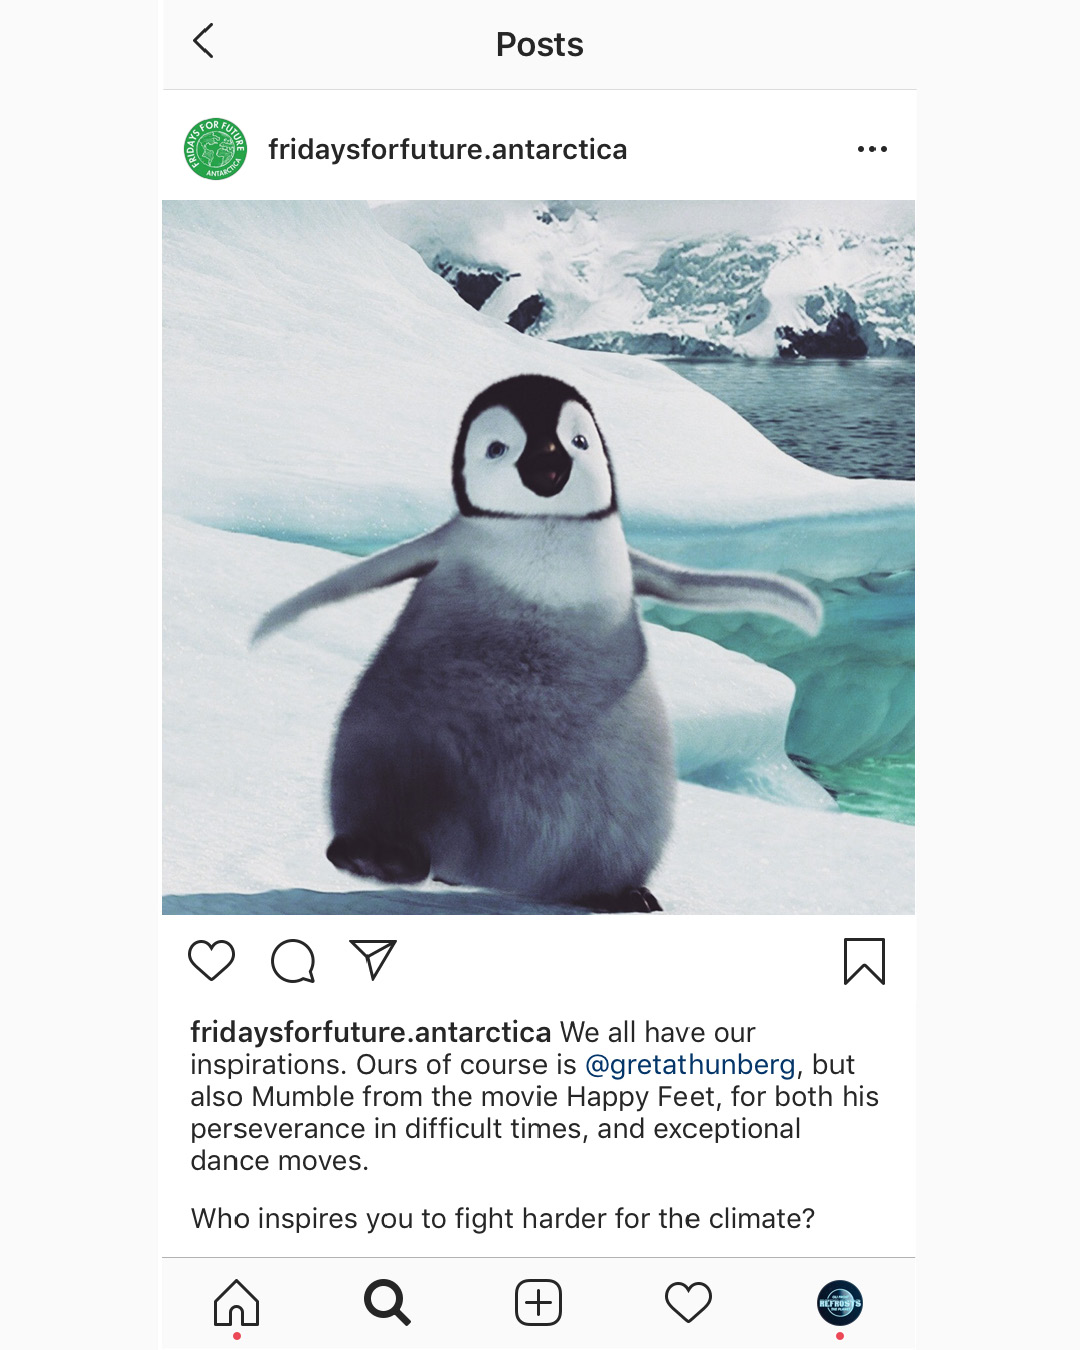 Posts
FRIDAYS FOR FUTURE
ANTARCTICA
fridaysforfuture.antarctica
fridaysforfuture.antarctica We all have our
inspirations. Ours of course is @gretathunberg, but
also Mumble from the movie Happy Feet, for both his
perseverance in difficult times, and exceptional
dance moves.
Who inspires you to fight harder for the climate?
REFROSTS